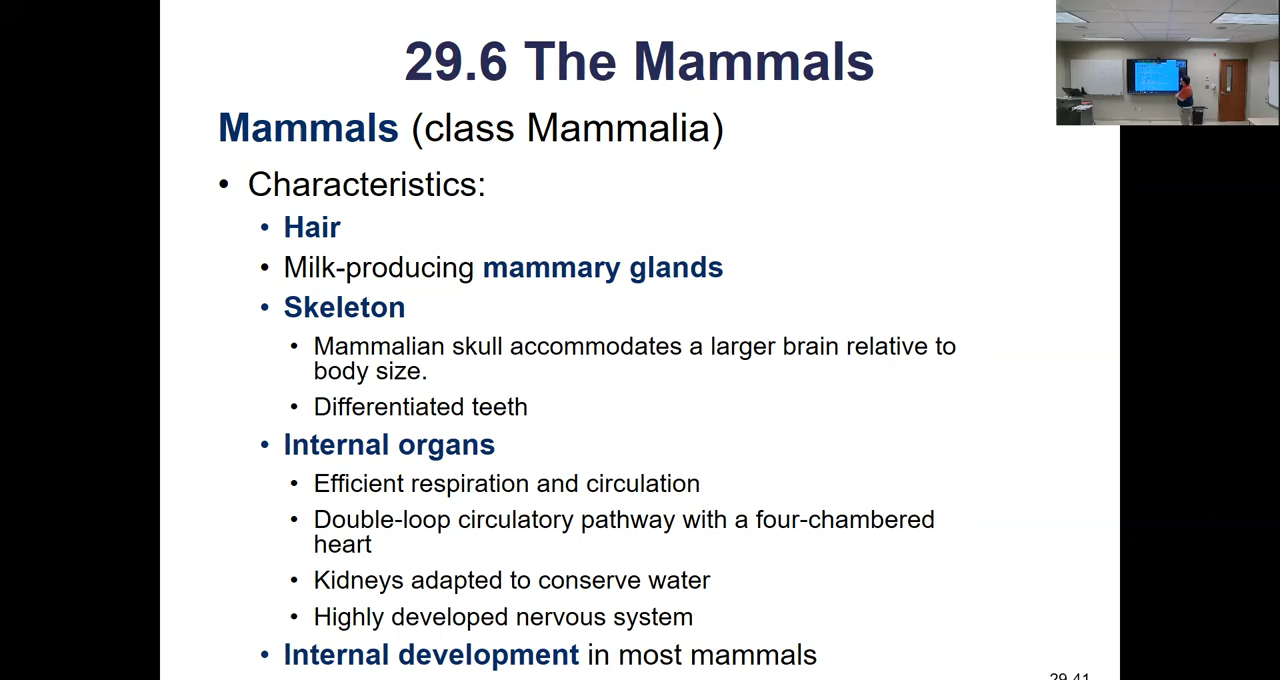 29.6 The Mammals
Mammals (class Mammalia)
• Characteristics:
• Hair
• Milk-producing mammary glands
• Skeleton
• Mammalian skull accommodates a larger brain relative to
body size.
• Differentiated teeth
• Internal organs
• Efficient respiration and circulation
• Double-loop circulatory pathway with a four-chambered
heart
• Kidneys adapted to conserve water
• Highly developed nervous system
• Internal development in most mammals
29.41